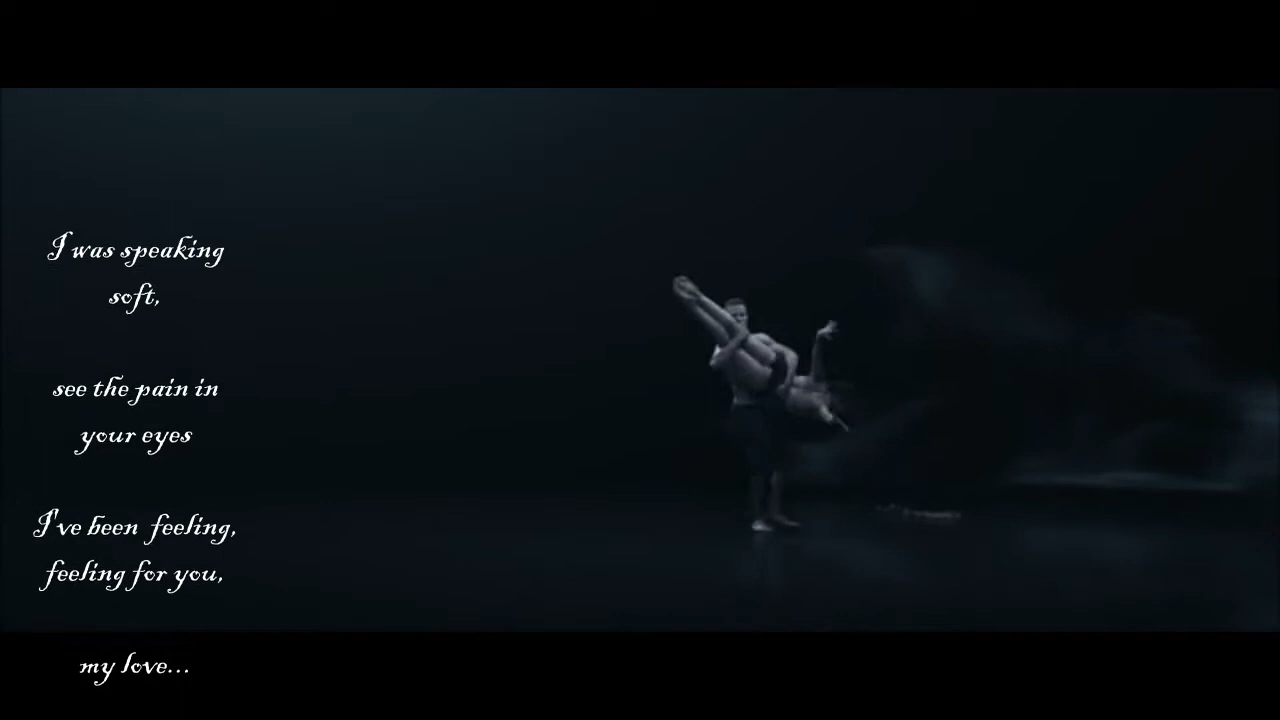 I was speaking
soft,
see the pain in
your eyes
I've been feeling,
feeling for you,
my love...